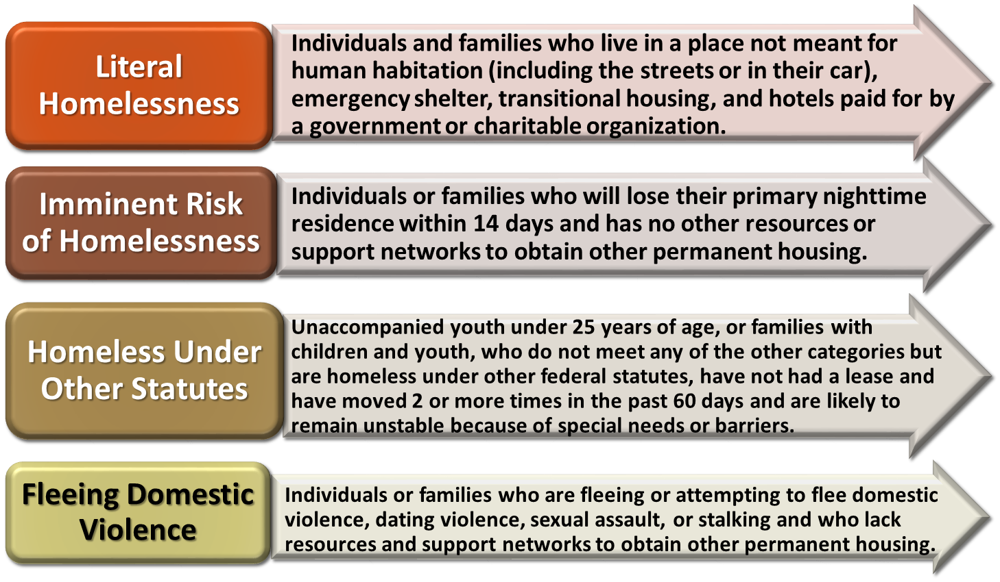 Literal
Homelessness
Individuals and families who live in a place not meant for
human habitation (including the streets or in their car),
emergency shelter, transitional housing, and hotels paid for by
a government or charitable organization.
Imminent Risk
of Homelessness
Individuals or families who will lose their primary nighttime
residence within 14 days and has no other resources or
support networks to obtain other permanent housing.
Homeless Under
Other Statutes
Unaccompanied youth under 25 years of age, or families with
children and youth, who do not meet any of the other categories but
are homeless under other federal statutes, have not had a lease and
have moved 2 or more times in the past 60 days and are likely to
remain unstable because of special needs or barriers.
Fleeing Domestic
Violence
Individuals or families who are fleeing or attempting to flee domestic
violence, dating violence, sexual assault, or stalking and who lack
resources and support networks to obtain other permanent housing.